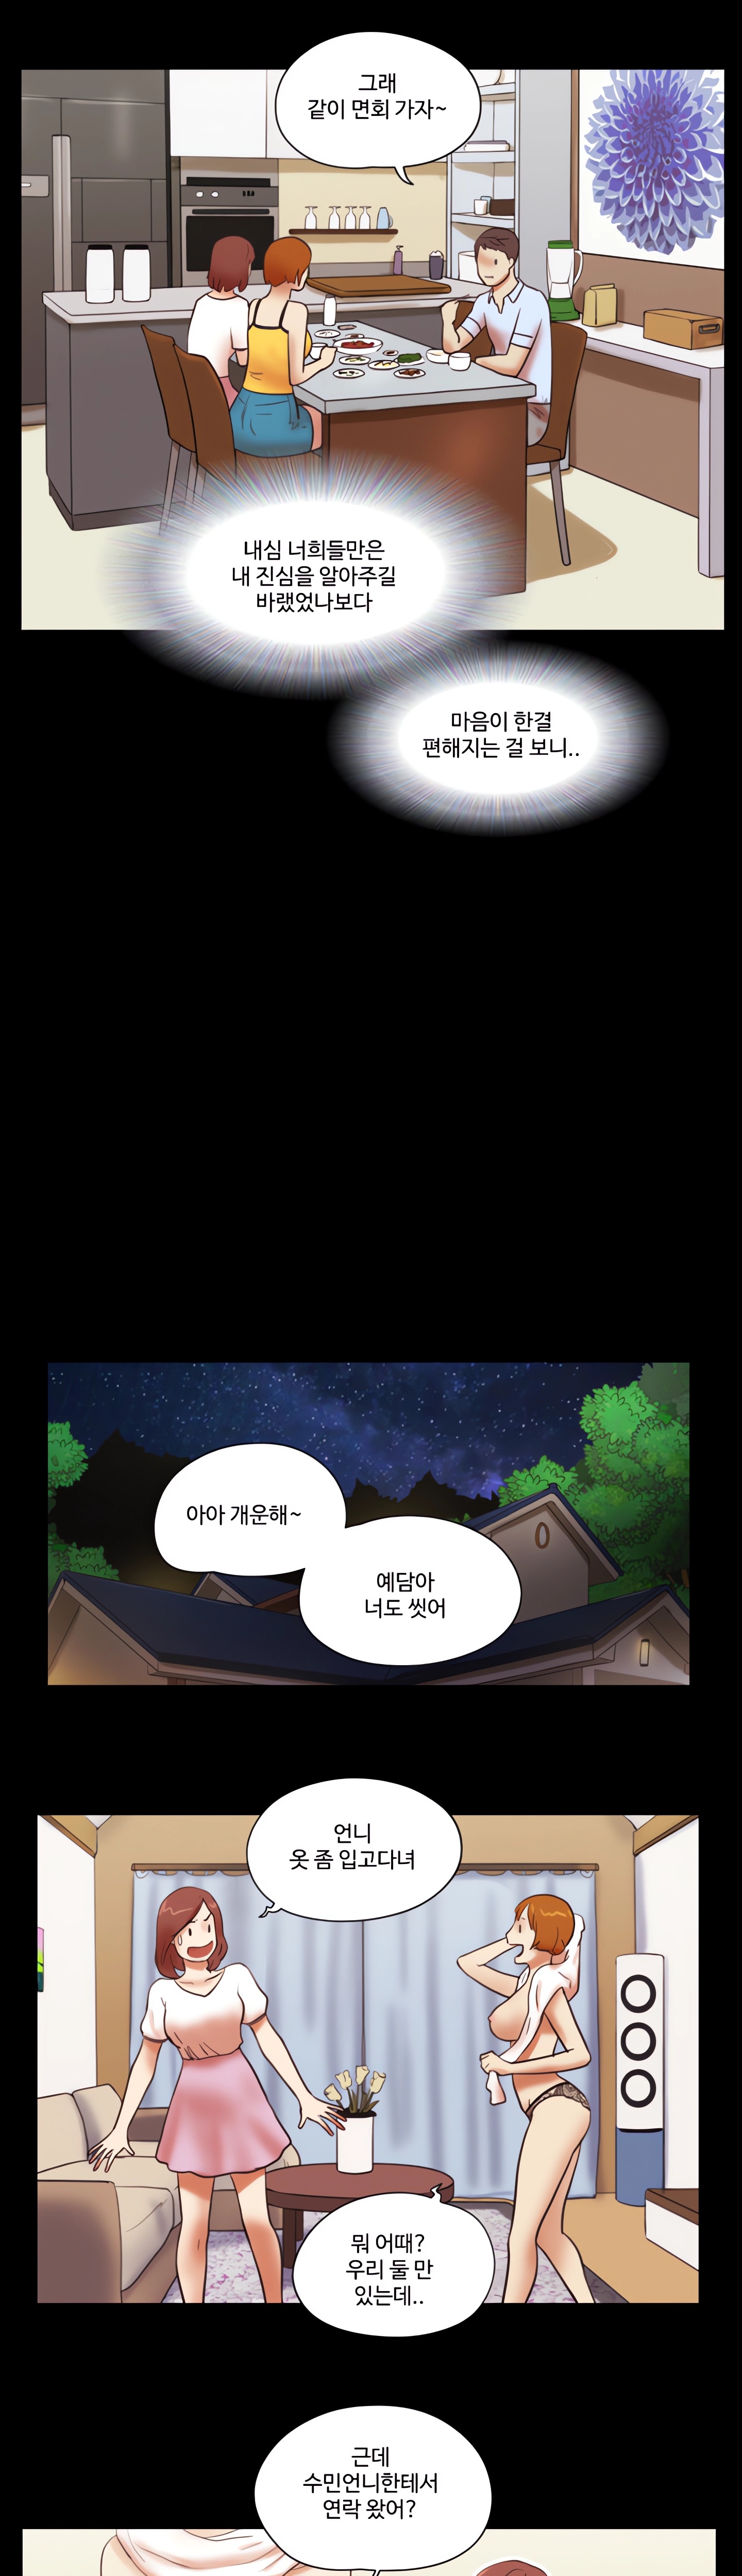 그래
같이 면회 가자~
내심 너희들만은
내 진심을 알아주길
바랬었나보다
마음이 한결
편해지는 걸 보니..
아아 개운해~
예담아
너도 씻어
언니
옷 좀 입고다녀
뭐 어때?
우리 둘 만
있는데..
근데
수민언니한테서
연락 왔어?